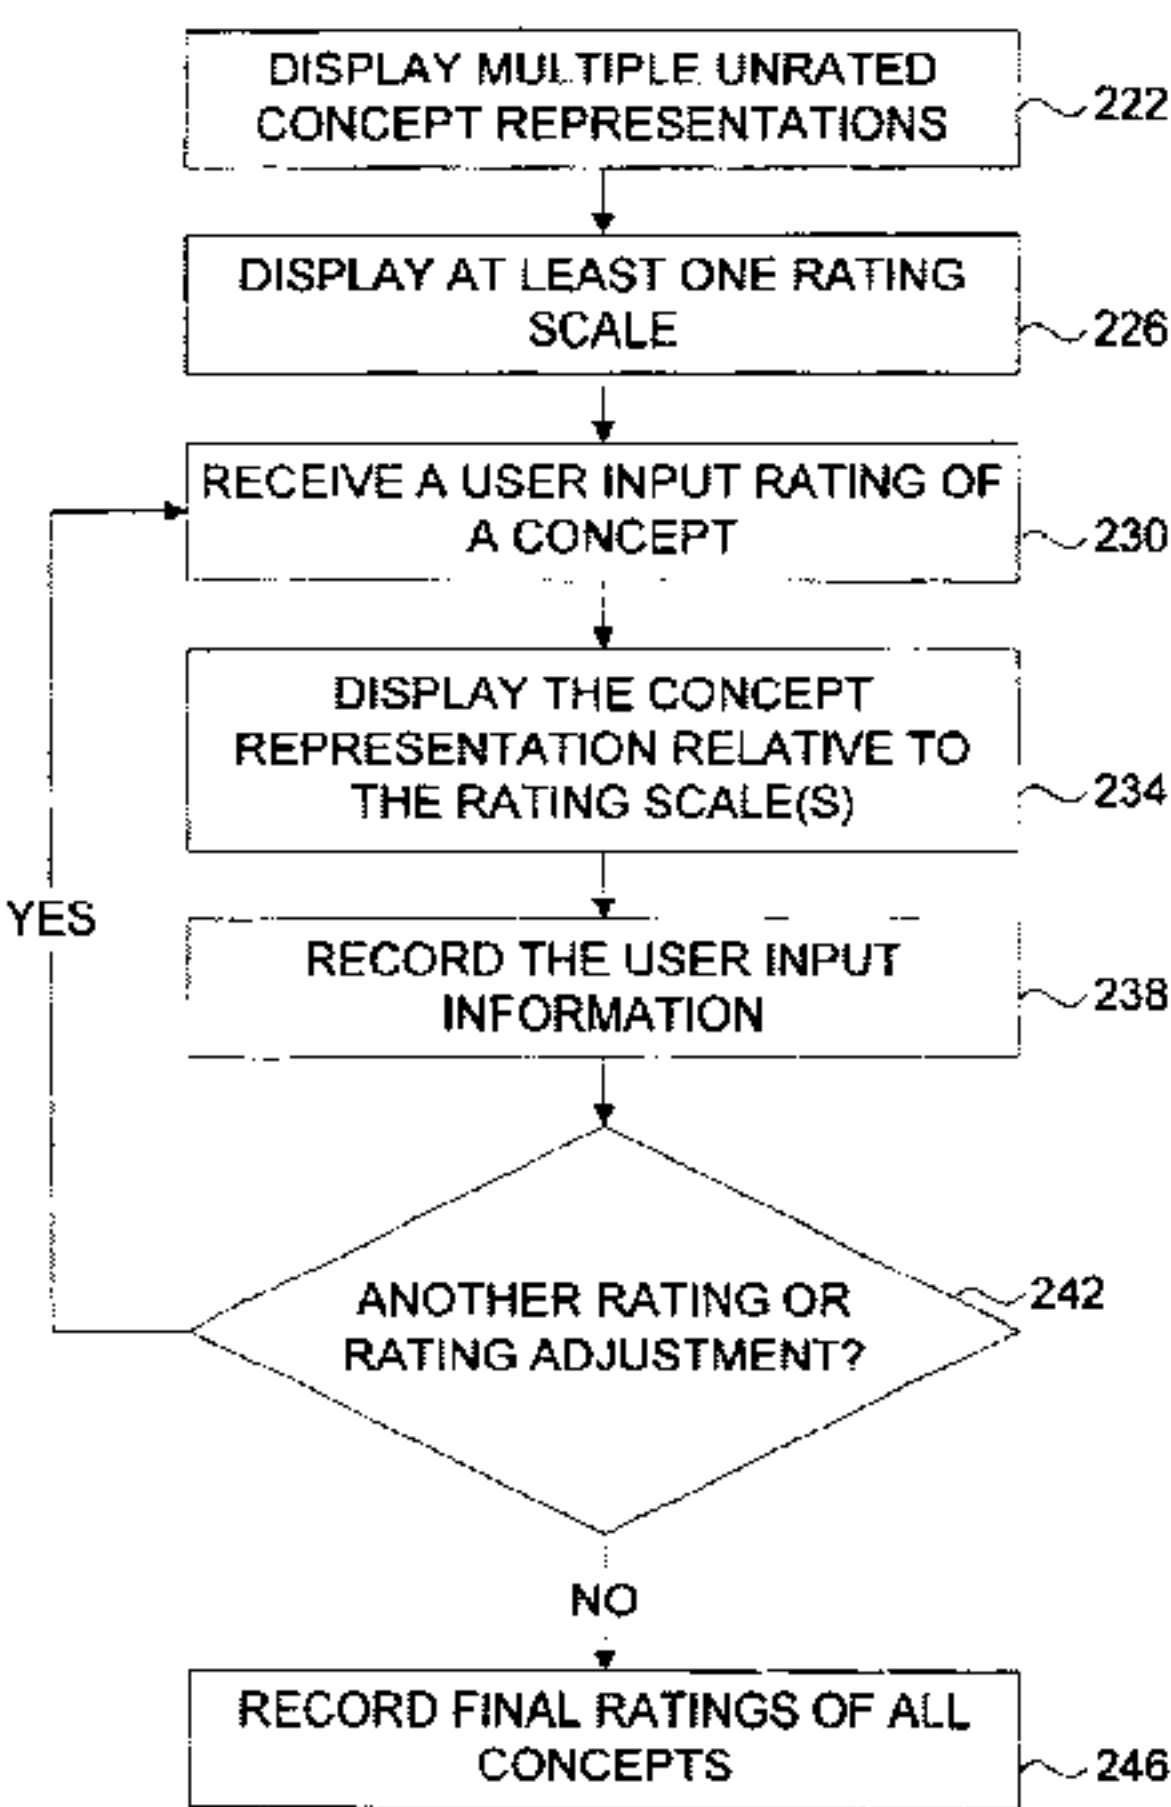 DISPLAY MULTIPLE UNRATED
CONCEPT REPRESENTATIONS
222
DISPLAY AT LEAST ONE RATING
SCALE
226
RECEIVE A USER INPUT RATING OF
A CONCEPT
230
DISPLAY THE CONCEPT
REPRESENTATION RELATIVE TO
THE RATING SCALE(S)
234
YES
RECORD THE USER INPUT
INFORMATION
238
ANOTHER RATING OR
RATING ADJUSTMENT?
242
NO
RECORD FINAL RATINGS OF ALL
CONCEPTS
246